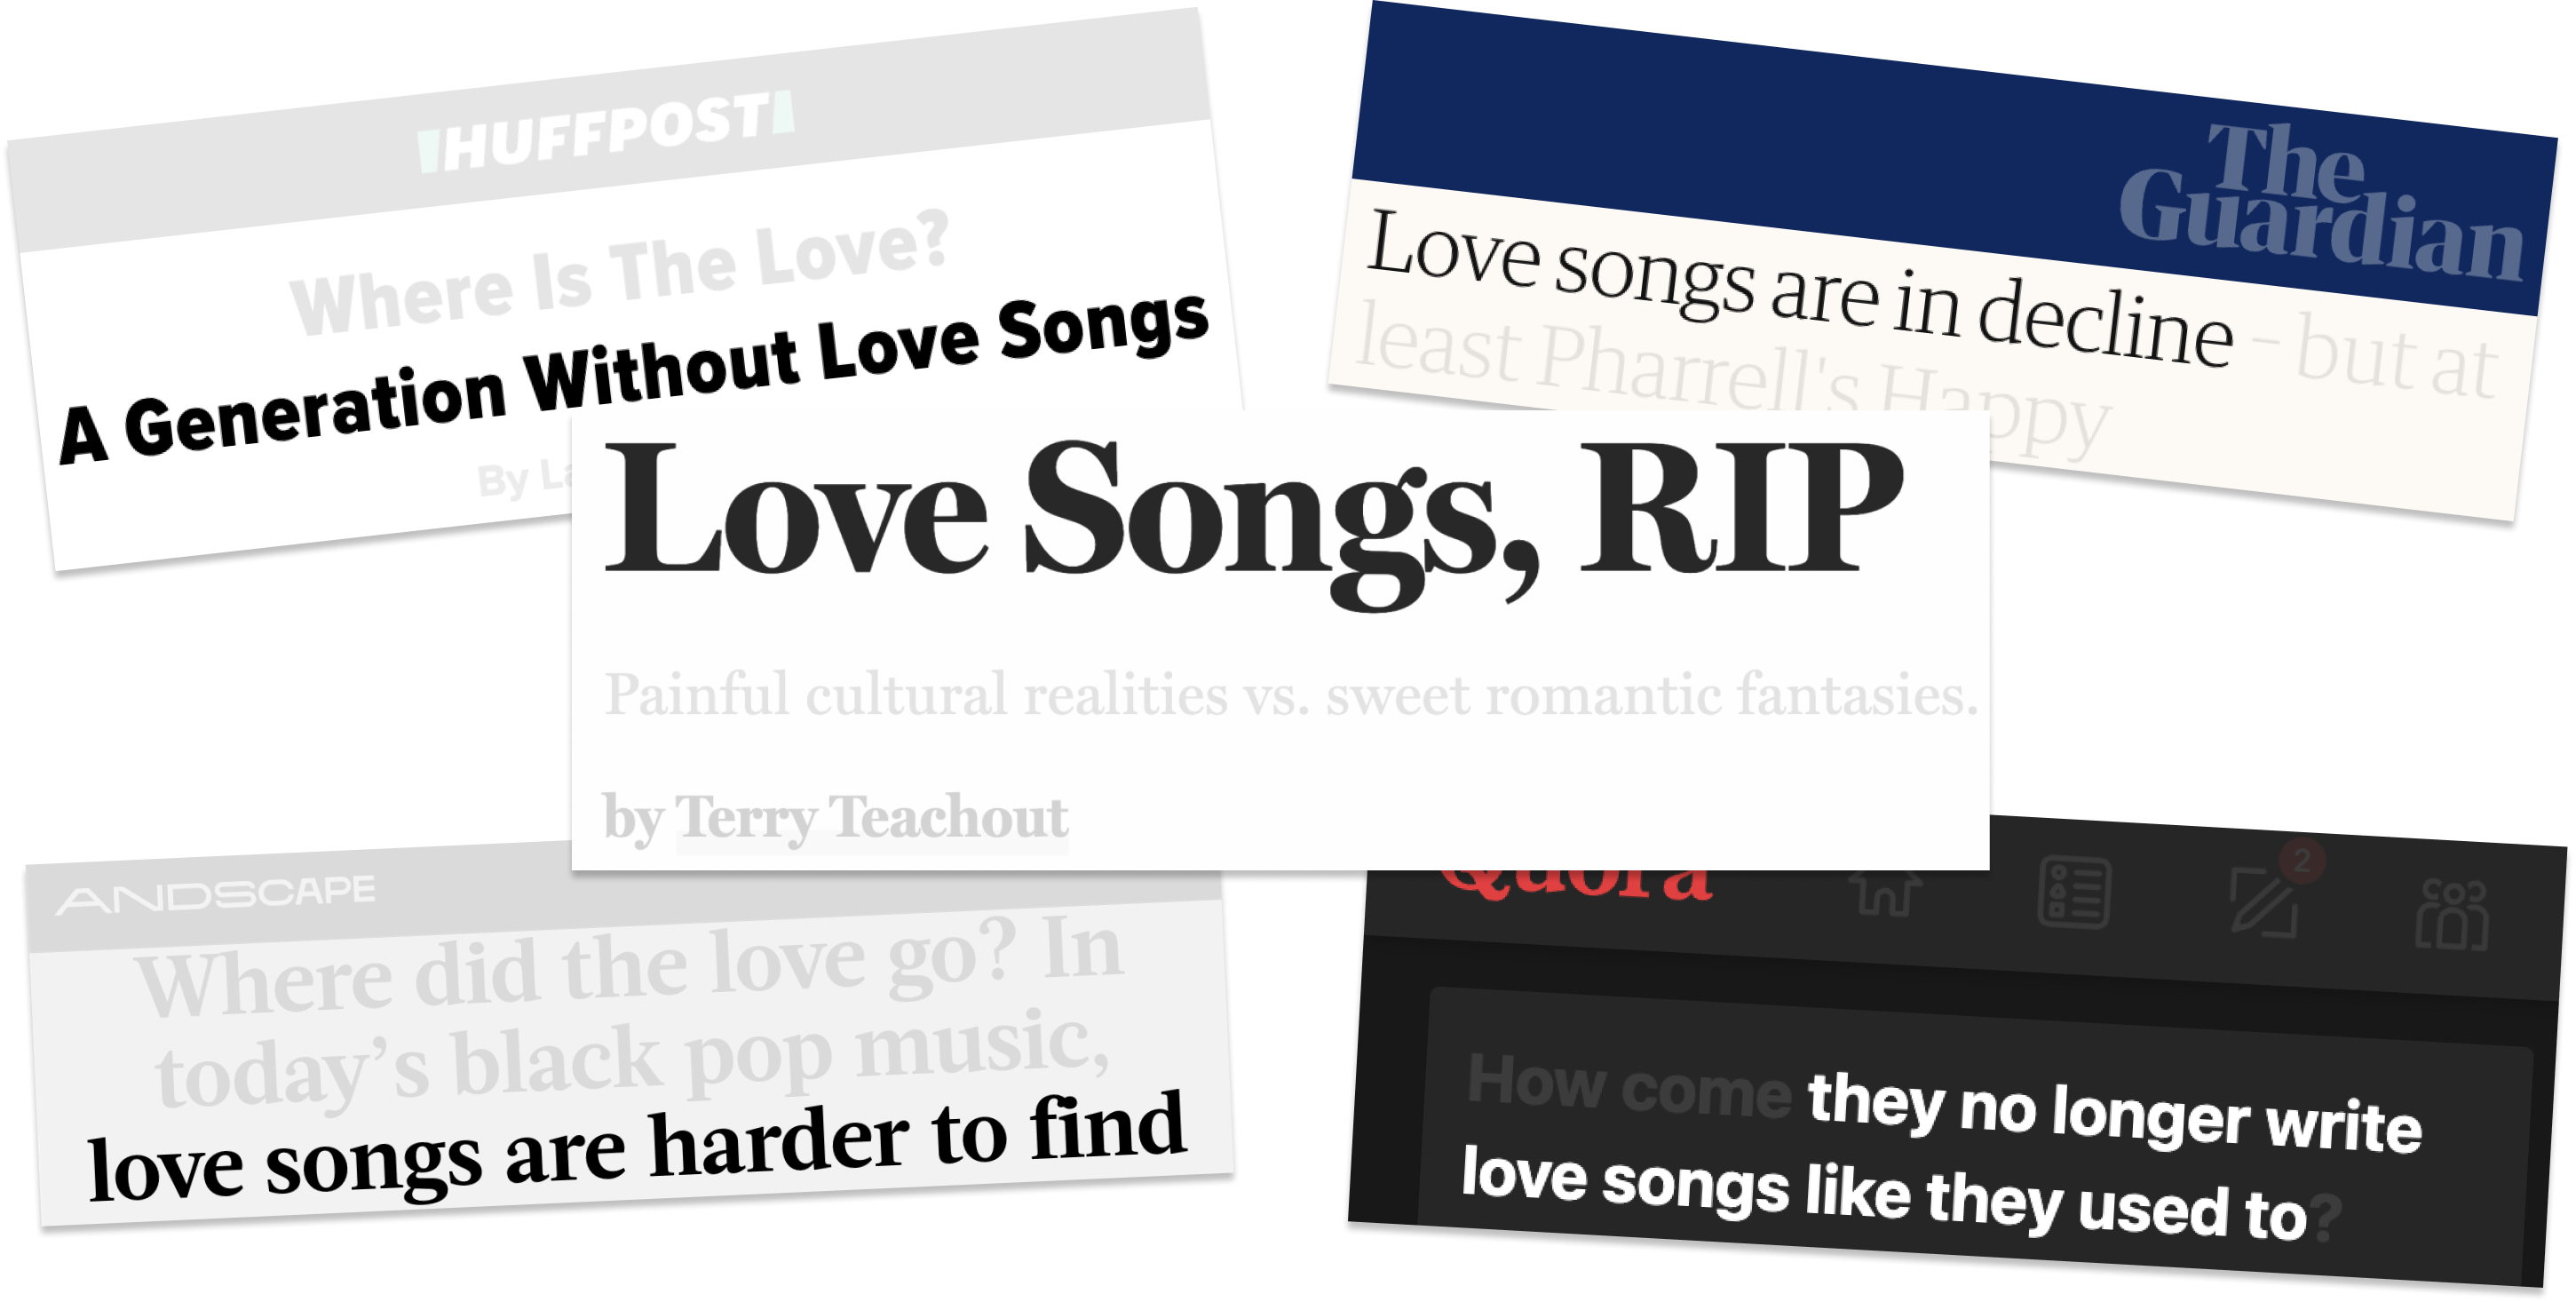 HUFFPOST
Where Is The Love?
A Generation Without Love Songs
By La
The
Guardian
Love songs are in decline – but at
least Pharrell's Happy
Love Songs, RIP
Painful cultural realities vs. sweet romantic fantasies.
by Terry Teachout
ANDSCAPE
Where did the love go? In
today’s black pop music,
love songs are harder to find
Quora
2
How come they no longer write
love songs like they used to?